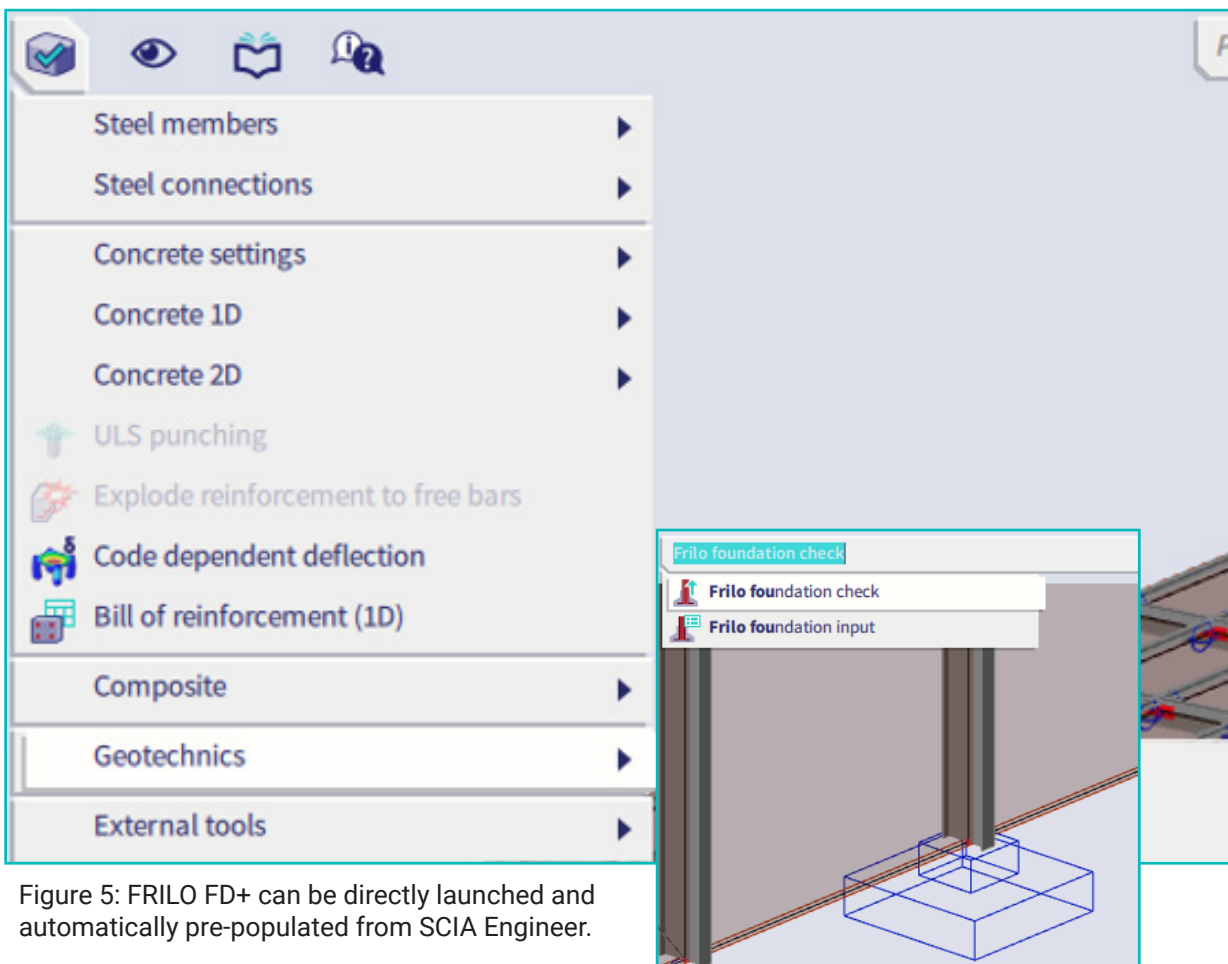 Steel members
Steel connections
Concrete settings
Concrete 1D
Concrete 2D
ULS punching
Explode reinforcement to free bars
Code dependent deflection
Bill of reinforcement (1D)
Composite
Geotechnics
External tools
Frilo foundation check
Frilo foundation check
Frilo foundation input
Figure 5: FRILO FD+ can be directly launched and
automatically pre-populated from SCIA Engineer.